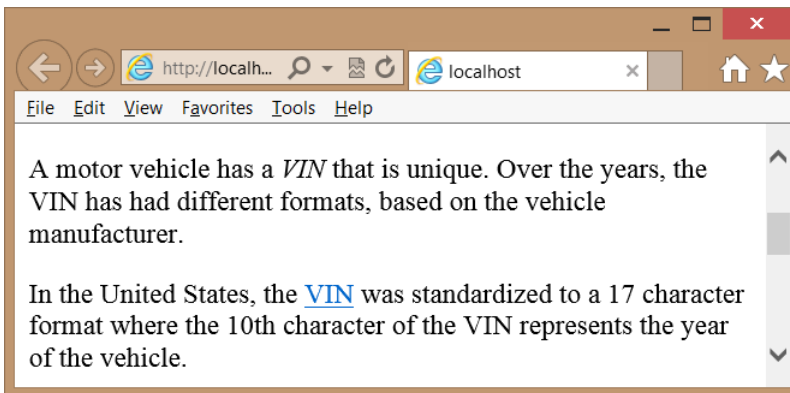 http://localh...
localhost
File Edit View Favorites Tools Help
A motor vehicle has a VIN that is unique. Over the years, the
VIN has had different formats, based on the vehicle
manufacturer.
In the United States, the VIN was standardized to a 17 character
format where the 10th character of the VIN represents the year
of the vehicle.